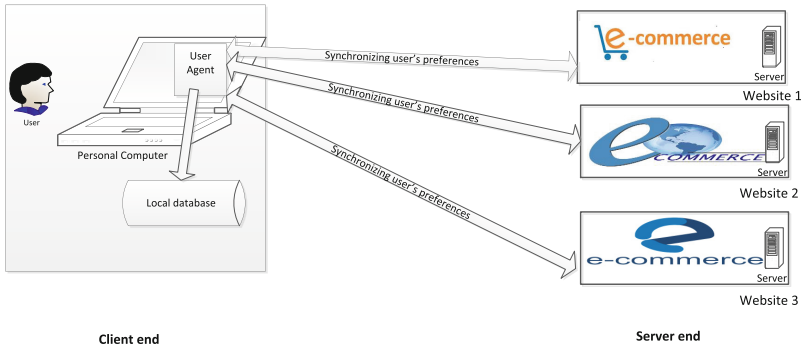 User
Agent
User
Personal Computer
Local database
Synchronizing user's preferences
Synchronizing user's preferences
Synchronizing user's preferences
e-commerce
Server
Website 1
e COMMERCE
Server
Website 2
e
e-commerce
Server
Website 3
Client end
Server end